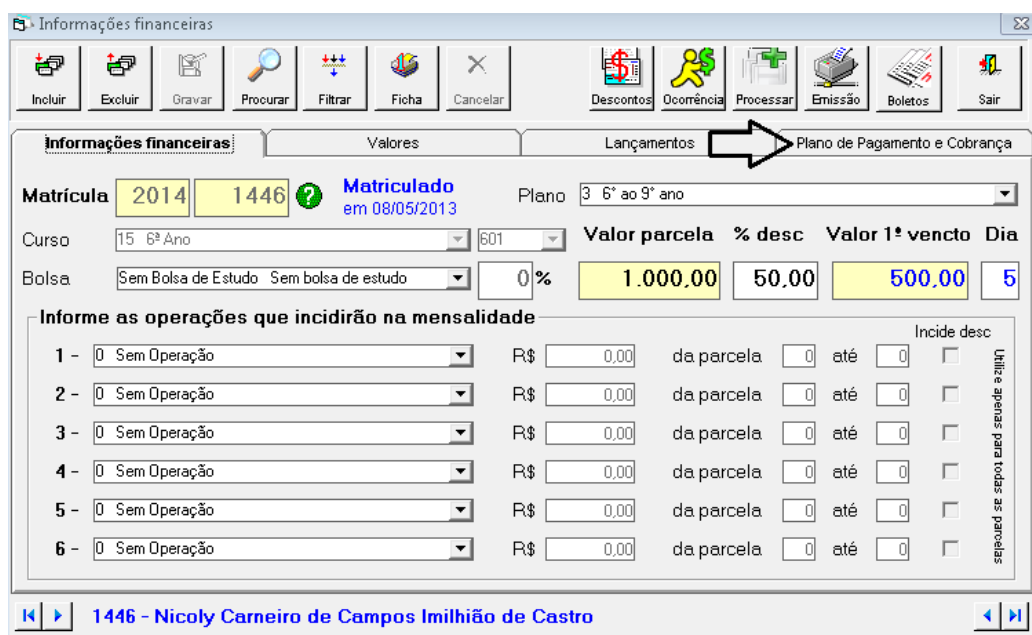 Informações financeiras
Incluir Excluir Gravar Procurar Filtrar Ficha Cancelar Descontos Ocorrência Processar Emissão Boletos Sair
Informações financeiras Valores Lançamentos Plano de Pagamento e Cobrança
Matrícula 2014 1446 ? Matriculado
em 08/05/2013
Plano 3 6° ao 9° ano
Curso 15 6ª Ano 601
Valor parcela % desc Valor 1º vencto Dia
Bolsa Sem Bolsa de Estudo Sem bolsa de estudo 0 % 1.000,00 50,00 500,00 5
Informe as operações que incidirão na mensalidade
Incide desc
1 - 0 Sem Operação R$ 0,00 da parcela 0 até 0
2 - 0 Sem Operação R$ 0,00 da parcela 0 até 0
3 - 0 Sem Operação R$ 0,00 da parcela 0 até 0
4 - 0 Sem Operação R$ 0,00 da parcela 0 até 0
5 - 0 Sem Operação R$ 0,00 da parcela 0 até 0
6 - 0 Sem Operação R$ 0,00 da parcela 0 até 0
Utilize apenas para todas as parcelas
1446 - Nicoly Carneiro de Campos Imilhião de Castro